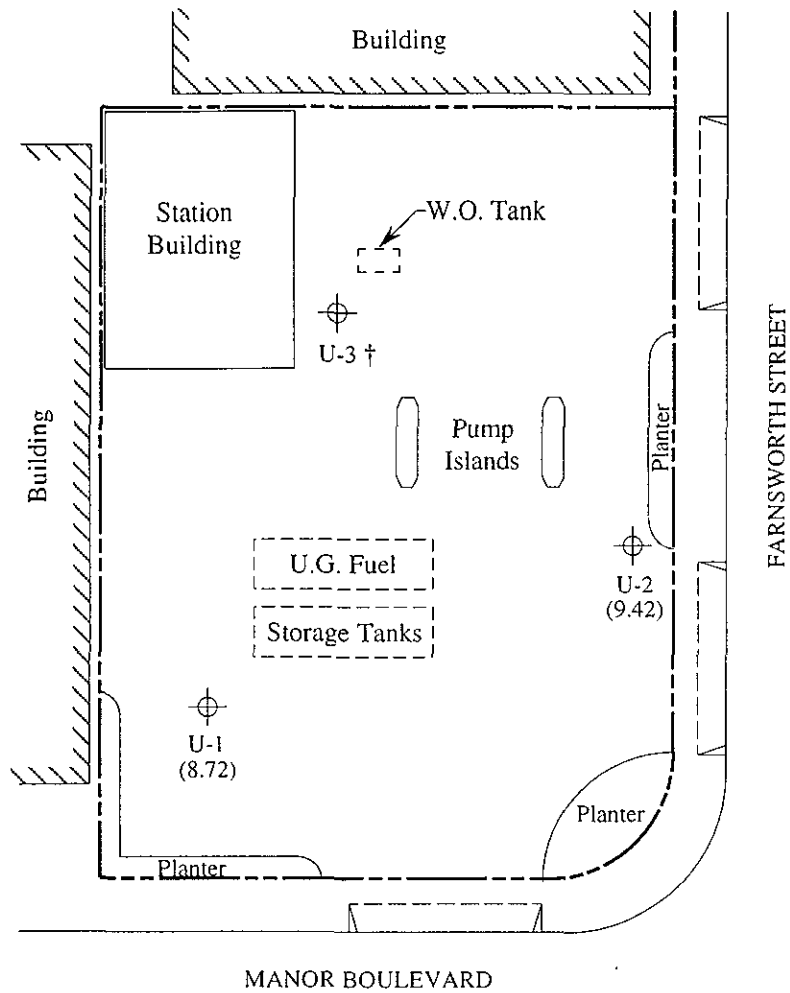 Building
W.O. Tank
Station
Building
U-3 †
Building
Pump
Islands
Planter
FARNSWORTH STREET
U.G. Fuel
U-2
(9.42)
Storage Tanks
U-1
(8.72)
Planter
Planter
MANOR BOULEVARD